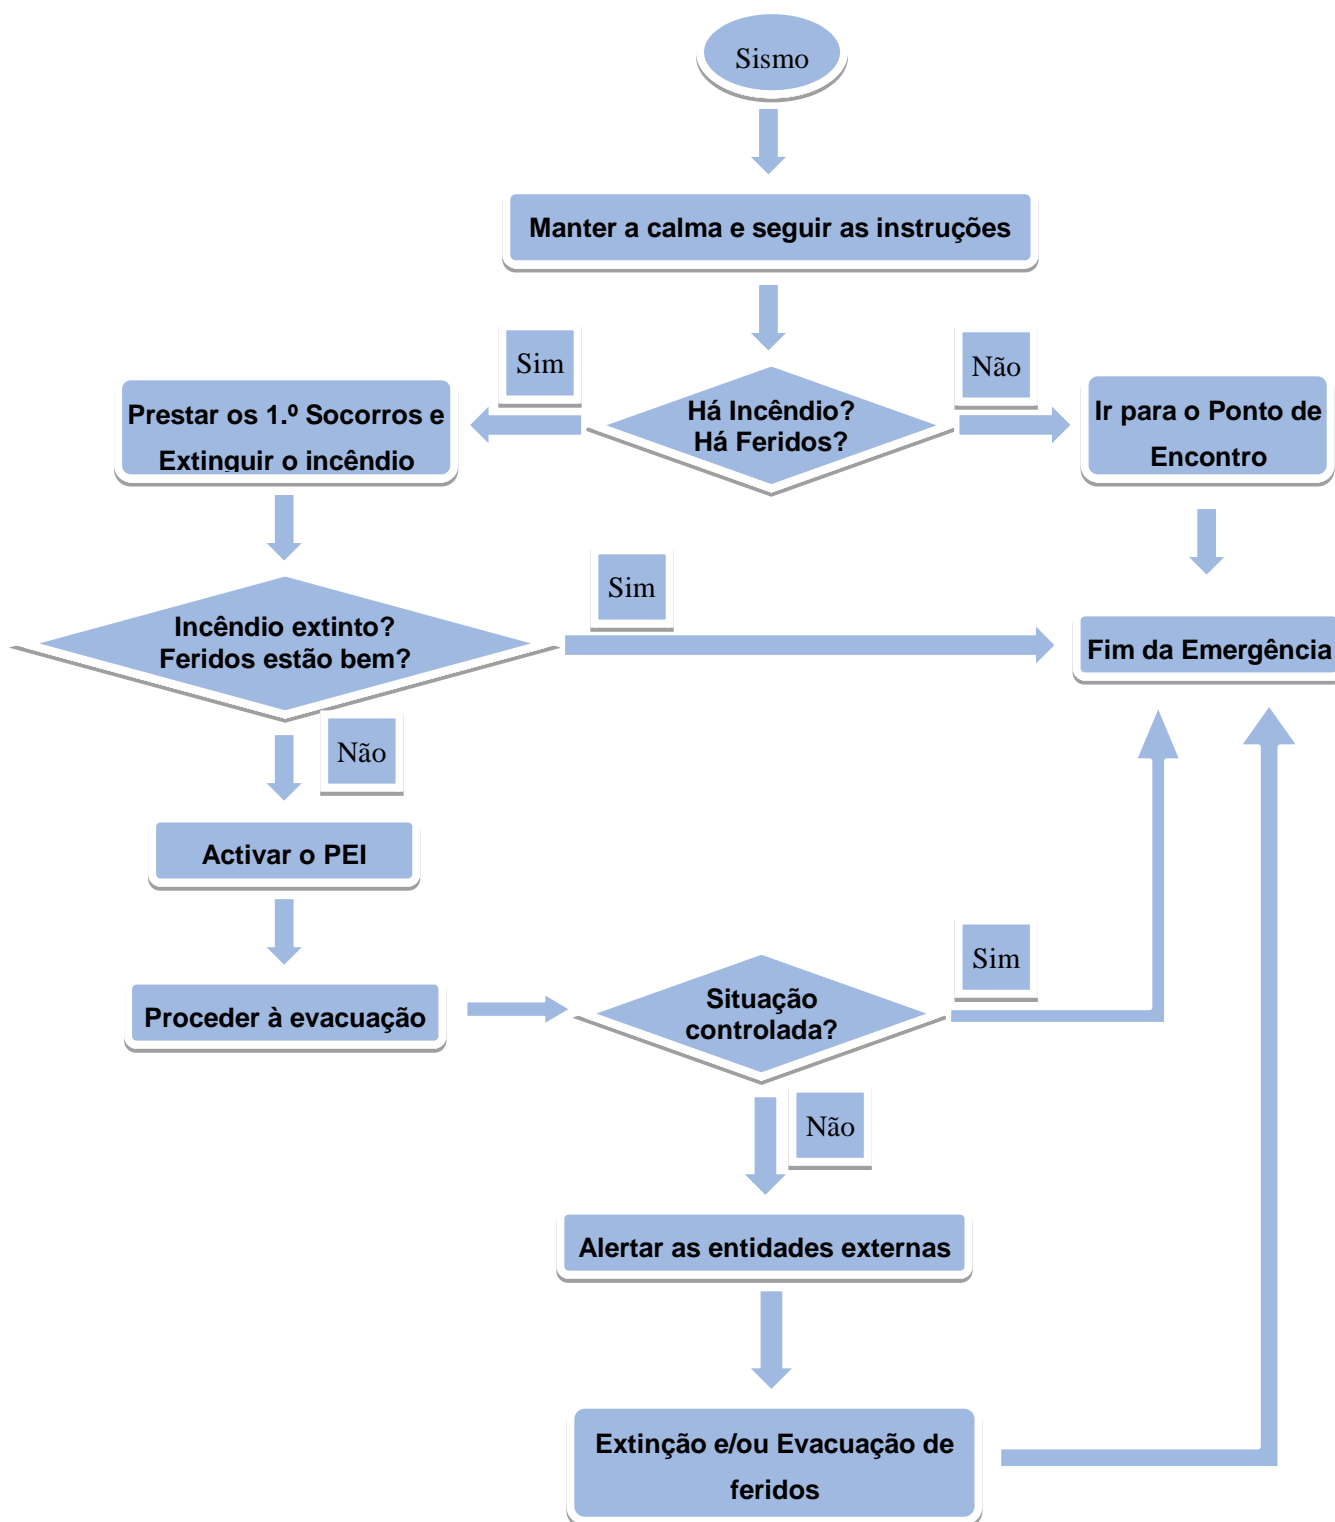 Sismo
Manter a calma e seguir as instruções
Sim
Não
Prestar os 1.º Socorros e
Extinguir o incêndio
Há Incêndio?
Há Feridos?
Ir para o Ponto de
Encontro
Sim
Incêndio extinto?
Feridos estão bem?
Fim da Emergência
Não
Activar o PEI
Sim
Proceder à evacuação
Situação
controlada?
Não
Alertar as entidades externas
Extinção e/ou Evacuação de
feridos